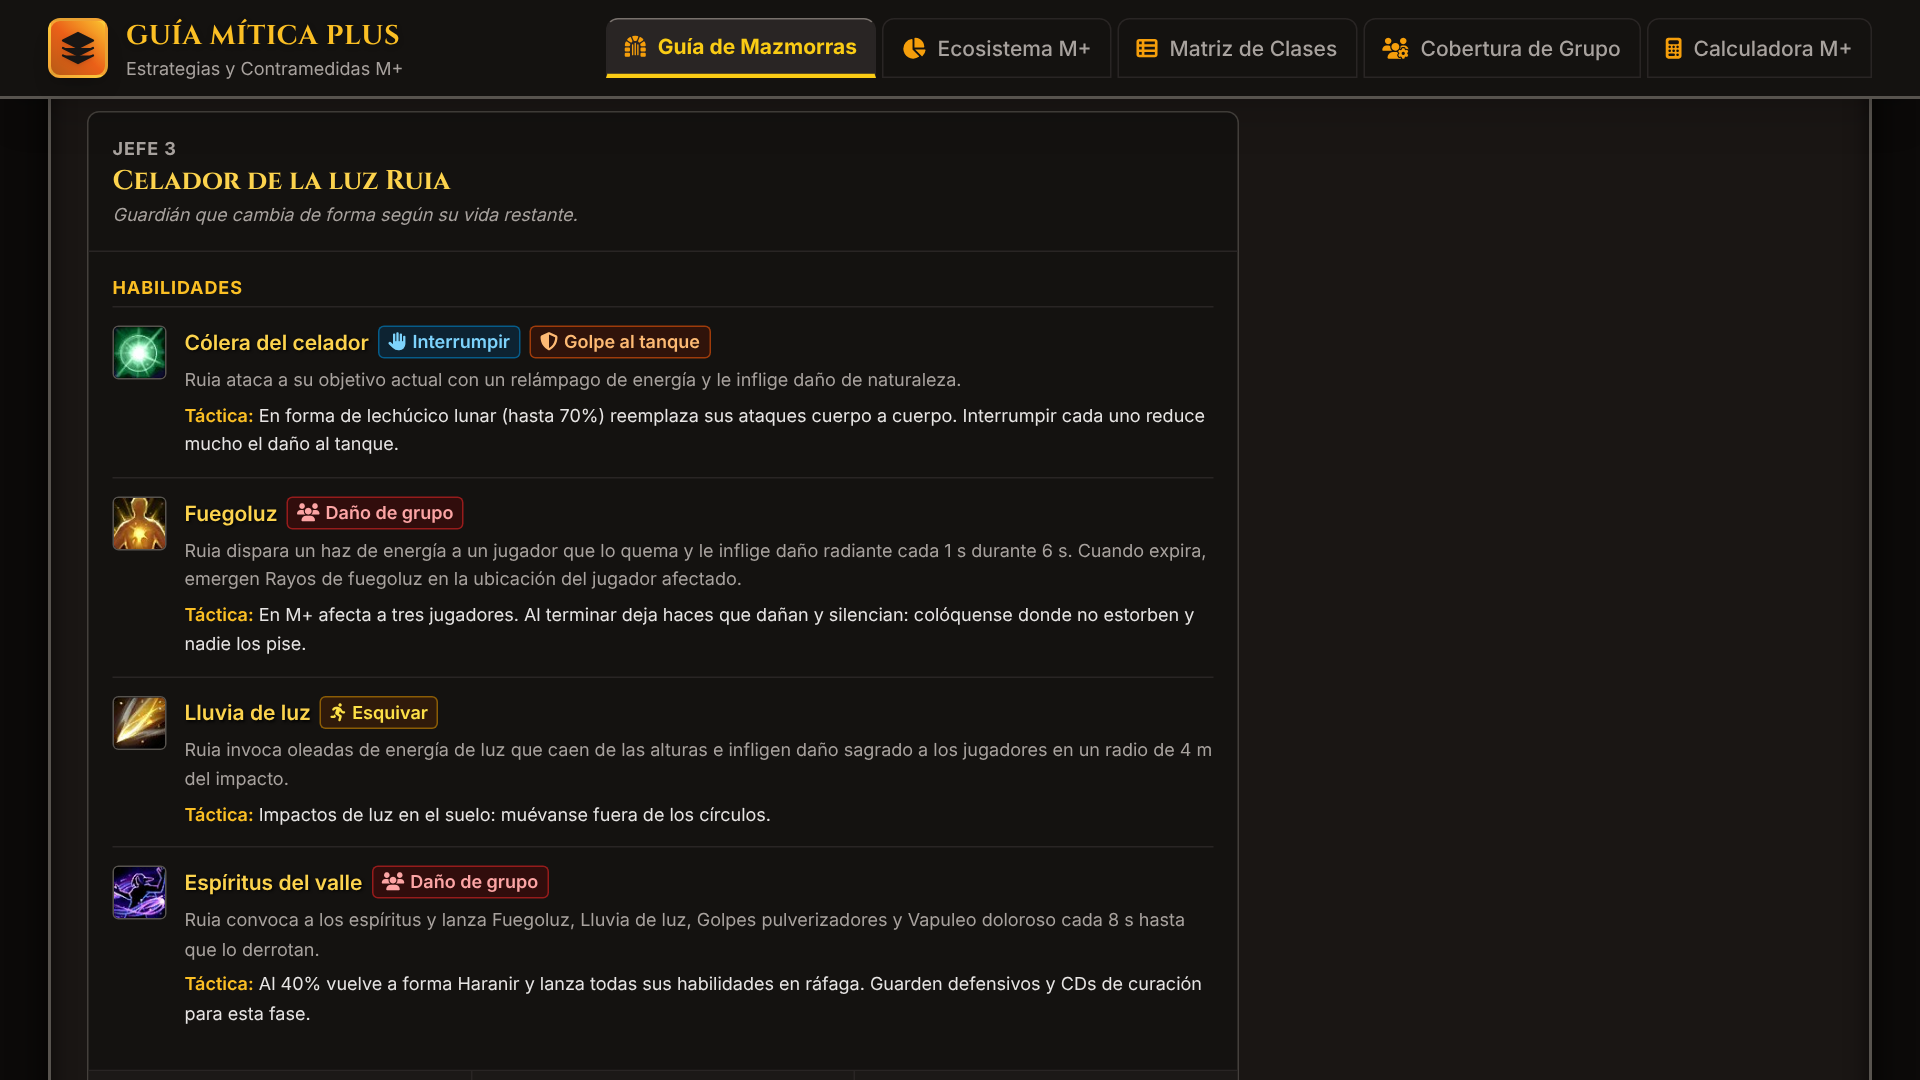 GUÍA MÍTICA PLUS
Estrategias y Contramedidas M+
Guía de Mazmorras
Ecosistema M+
Matriz de Clases
Cobertura de Grupo
Calculadora M+
JEFE 3
Celador de la luz Ruia
Guardián que cambia de forma según su vida restante.
HABILIDADES
Cólera del celador Interrumpir Golpe al tanque
Ruia ataca a su objetivo actual con un relámpago de energía y le inflige daño de naturaleza.
Táctica: En forma de lechúcico lunar (hasta 70%) reemplaza sus ataques cuerpo a cuerpo. Interrumpir cada uno reduce
mucho el daño al tanque.
Fuegoluz Daño de grupo
Ruia dispara un haz de energía a un jugador que lo quema y le inflige daño radiante cada 1 s durante 6 s. Cuando expira,
emergen Rayos de fuegoluz en la ubicación del jugador afectado.
Táctica: En M+ afecta a tres jugadores. Al terminar deja haces que dañan y silencian: colóquense donde no estorben y
nadie los pise.
Lluvia de luz Esquivar
Ruia invoca oleadas de energía de luz que caen de las alturas e infligen daño sagrado a los jugadores en un radio de 4 m
del impacto.
Táctica: Impactos de luz en el suelo: muévanse fuera de los círculos.
Espíritus del valle Daño de grupo
Ruia convoca a los espíritus y lanza Fuegoluz, Lluvia de luz, Golpes pulverizadores y Vapuleo doloroso cada 8 s hasta
que lo derrotan.
Táctica: Al 40% vuelve a forma Haranir y lanza todas sus habilidades en ráfaga. Guarden defensivos y CDs de curación
para esta fase.